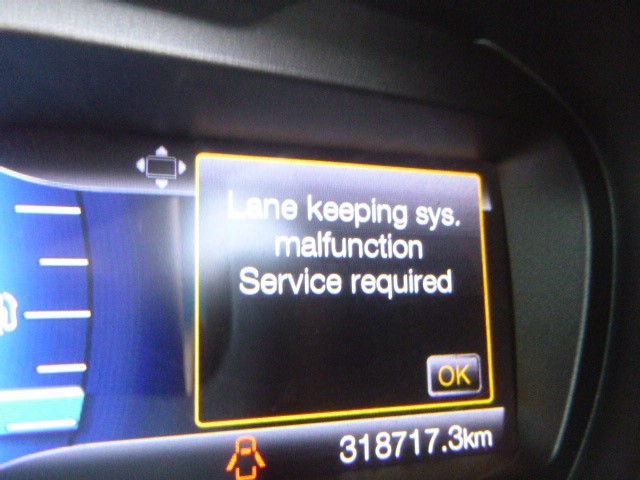 Lane keeping sys.
malfunction
Service required
OK
318717.3km